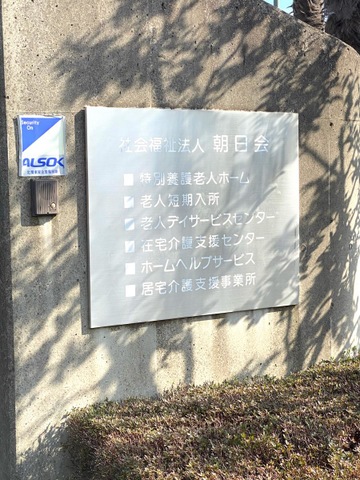 Security
On
ALSOK
社会福祉法人 朝日会
■ 特別養護老人ホーム
■ 老人短期入所
■ 老人デイサービスセンター
■ 在宅介護支援センター
■ ホームヘルプサービス
■ 居宅介護支援事業所